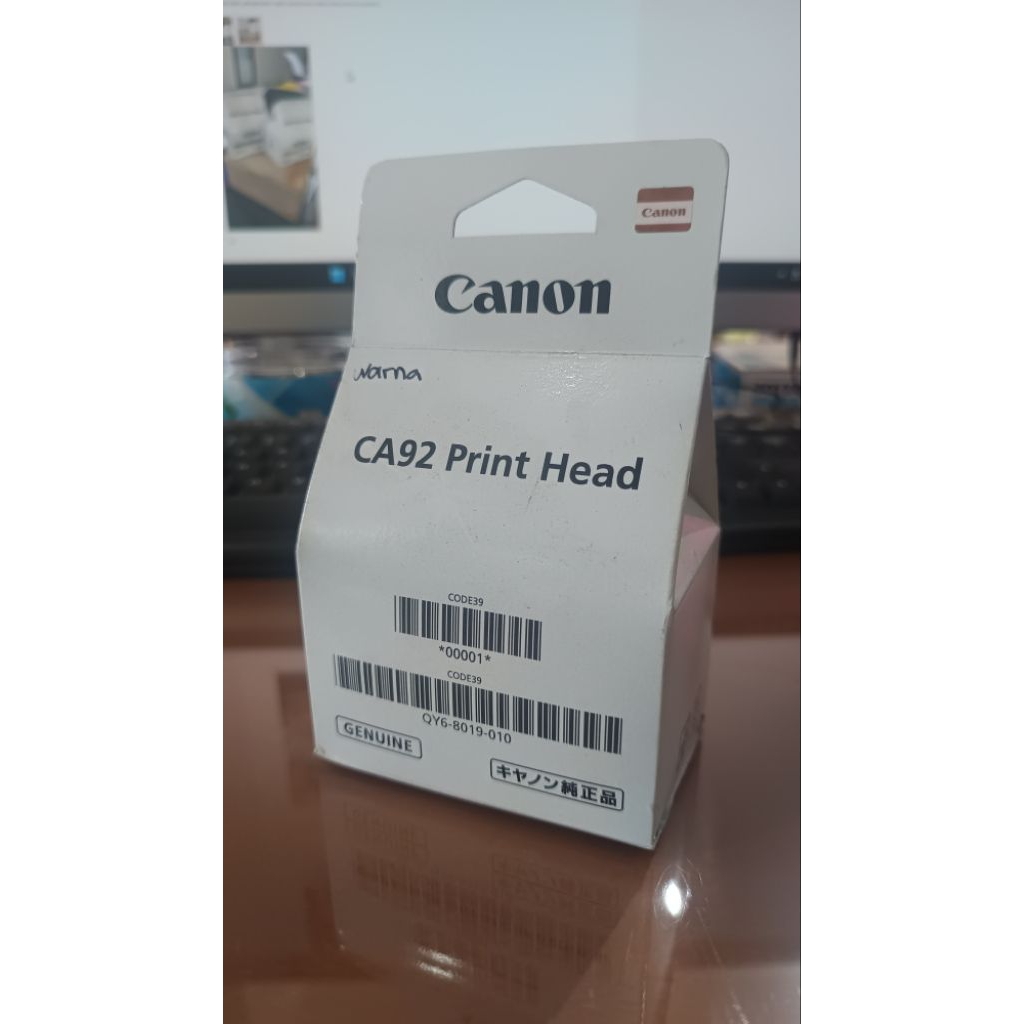 Canon
Canon
warna
CA92 Print Head
CODE39
*00001*
CODE39
QY6-8019-010
GENUINE
キヤノン純正品